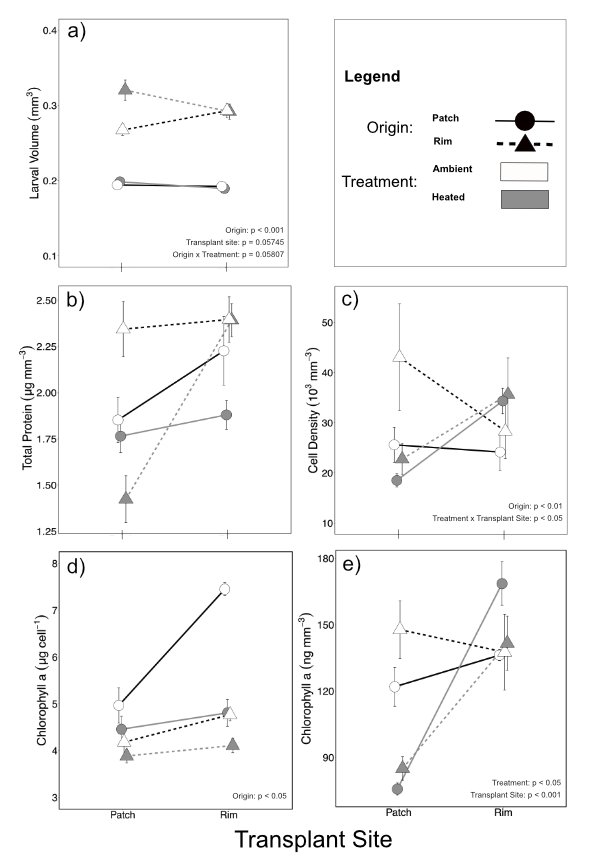 a)
Larval Volume (mm³)
0.4
0.3
0.2
0.1
Origin: p < 0.001
Transplant site: p = 0.05745
Origin x Treatment: p = 0.05807
Legend
Origin:
Patch
Rim
Treatment:
Ambient
Heated
b)
Total Protein (µg mm⁻³)
2.50
2.25
2.00
1.75
1.50
1.25
c)
Cell Density (10³ mm⁻³)
50
40
30
20
10
Origin: p < 0.01
Treatment x Transplant Site: p < 0.05
d)
Chlorophyll a (µg cell⁻¹)
8
7
6
5
4
3
Origin: p < 0.05
Patch
Rim
e)
Chlorophyll a (ng mm⁻³)
180
150
120
90
Treatment: p < 0.05
Transplant Site: p < 0.001
Patch
Rim
Transplant Site